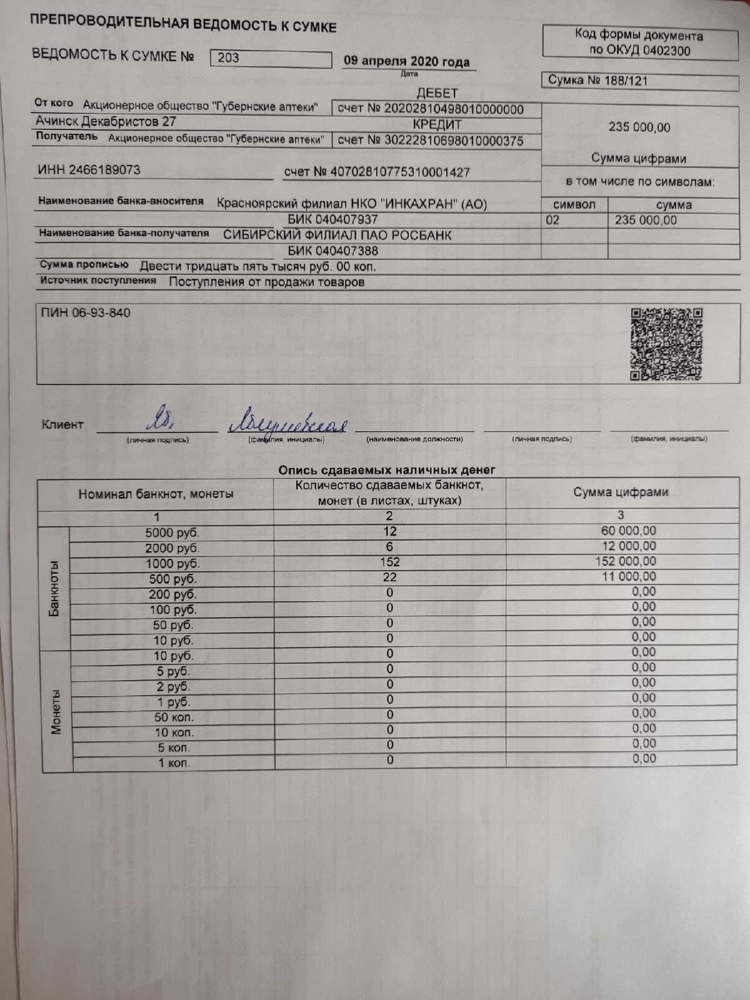 ПРЕПРОВОДИТЕЛЬНАЯ ВЕДОМОСТЬ К СУМКЕ
Код формы документа
по ОКУД 0402300
ВЕДОМОСТЬ К СУМКЕ № 203 09 апреля 2020 года
Дата
Сумка № 188/121
ДЕБЕТ
От кого Акционерное общество "Губернские аптеки" счет № 20202810498010000000
Ачинск Декабристов 27 КРЕДИТ 235 000,00
Получатель Акционерное общество "Губернские аптеки" счет № 30222810698010000375
Сумма цифрами
ИНН 2466189073 счет № 40702810775310001427
в том числе по символам:
Наименование банка-вносителя Красноярский филиал НКО "ИНКАХРАН" (АО) символ сумма
БИК 040407937 02 235 000,00
Наименование банка-получателя СИБИРСКИЙ ФИЛИАЛ ПАО РОСБАНК
БИК 040407388
Сумма прописью Двести тридцать пять тысяч руб. 00 коп.
Источник поступления Поступления от продажи товаров
ПИН 06-93-840
Клиент
(личная подпись) (фамилия, инициалы) (наименование должности) (личная подпись) (фамилия, инициалы)
Опись сдаваемых наличных денег
Номинал банкнот, монеты Количество сдаваемых банкнот, монет (в листах, штуках) Сумма цифрами
1 2 3
Банкноты
5000 руб. 12 60 000,00
2000 руб. 6 12 000,00
1000 руб. 152 152 000,00
500 руб. 22 11 000,00
200 руб. 0 0,00
100 руб. 0 0,00
50 руб. 0 0,00
10 руб. 0 0,00
Монеты
10 руб. 0 0,00
5 руб. 0 0,00
2 руб. 0 0,00
1 руб. 0 0,00
50 коп. 0 0,00
10 коп. 0 0,00
5 коп. 0 0,00
1 коп. 0 0,00